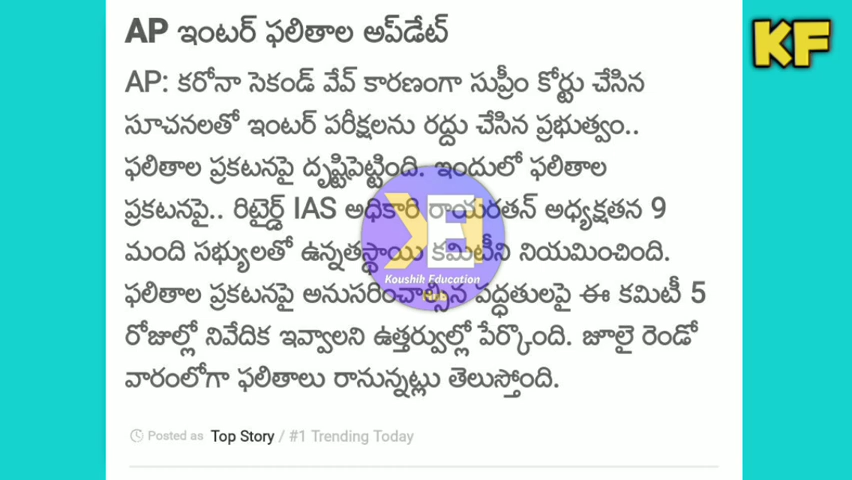 AP ఇంటర్ ఫలితాల అప్‌డేట్
KF
AP: కరోనా సెకండ్ వేవ్ కారణంగా సుప్రీం కోర్టు చేసిన
సూచనలతో ఇంటర్ పరీక్షలను రద్దు చేసిన ప్రభుత్వం..
ఫలితాల ప్రకటనపై దృష్టిపెట్టింది. ఇందులో ఫలితాల
ప్రకటనపై.. రిటైర్డ్ IAS అధికారి రాయరతన్ అధ్యక్షతన 9
మంది సభ్యులతో ఉన్నతస్థాయి కమిటీని నియమించింది.
ఫలితాల ప్రకటనపై అనుసరించాల్సిన పద్ధతులపై ఈ కమిటీ 5
రోజుల్లో నివేదిక ఇవ్వాలని ఉత్తర్వుల్లో పేర్కొంది. జూలై రెండో
వారంలోగా ఫలితాలు రానున్నట్లు తెలుస్తోంది.
Koushik Education
Hub
Posted as Top Story / #1 Trending Today